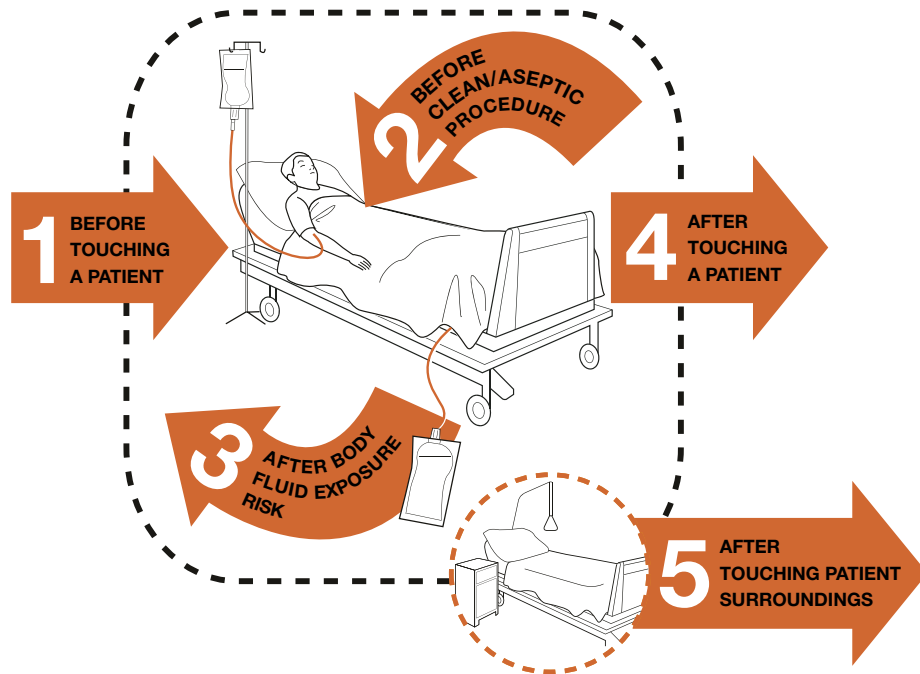 1
BEFORE
TOUCHING
A PATIENT
2
BEFORE
CLEAN/ASEPTIC
PROCEDURE
3
AFTER BODY
FLUID EXPOSURE
RISK
4
AFTER
TOUCHING
A PATIENT
5
AFTER
TOUCHING PATIENT
SURROUNDINGS